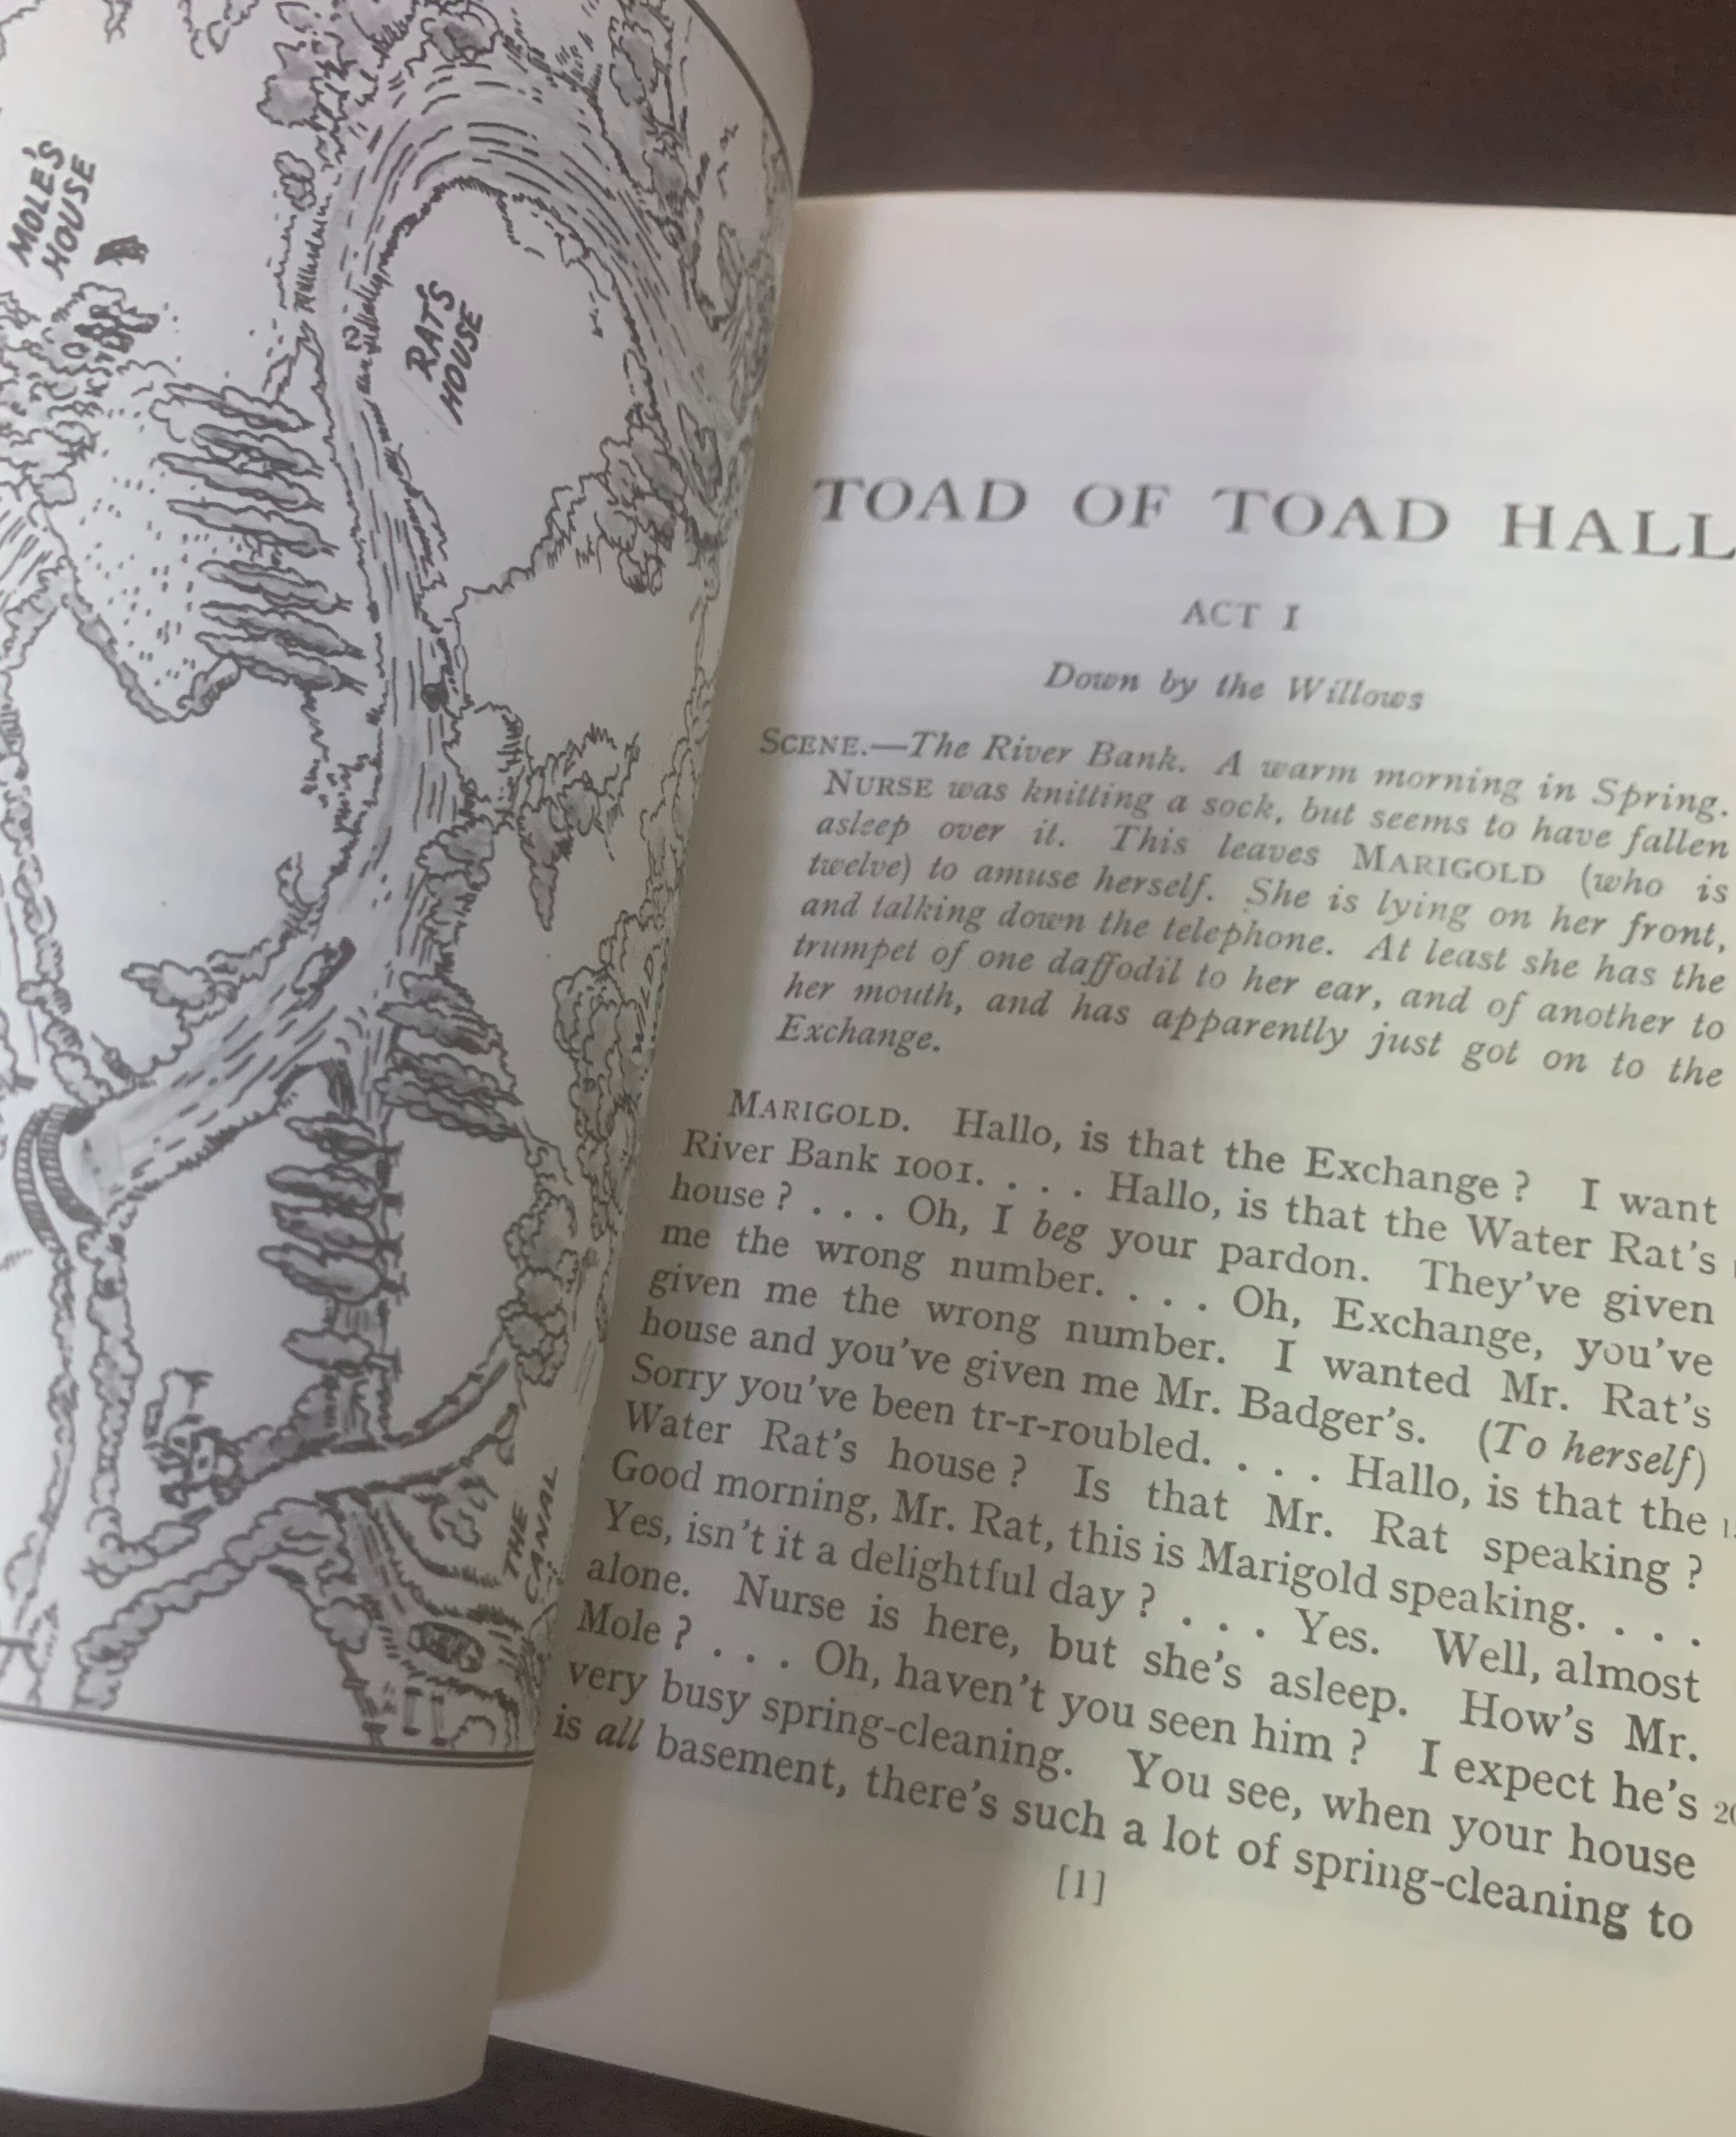 MOLE'S
HOUSE
RAT'S
HOUSE
THE
CANAL
TOAD OF TOAD HALL
ACT I
Down by the Willows
SCENE.—The River Bank. A warm morning in Spring.
NURSE was knitting a sock, but seems to have fallen
asleep over it. This leaves MARIGOLD (who is
twelve) to amuse herself. She is lying on her front,
and talking down the telephone. At least she has the
trumpet of one daffodil to her ear, and of another to
her mouth, and has apparently just got on to the
Exchange.
MARIGOLD. Hallo, is that the Exchange? I want
River Bank 1001. . . . Hallo, is that the Water Rat's
house? . . . Oh, I beg your pardon. They've given
me the wrong number. . . . Oh, Exchange, you've
given me the wrong number. I wanted Mr. Rat's
house and you've given me Mr. Badger's. (To herself)
Sorry you've been tr-r-roubled. . . . Hallo, is that the
Water Rat's house? Is that Mr. Rat speaking?
Good morning, Mr. Rat, this is Marigold speaking. . . .
Yes, isn't it a delightful day? . . . Yes. Well, almost
alone. Nurse is here, but she's asleep. How's Mr.
Mole? . . . Oh, haven't you seen him? I expect he's
very busy spring-cleaning. You see, when your house
is all basement, there's such a lot of spring-cleaning to
[1]